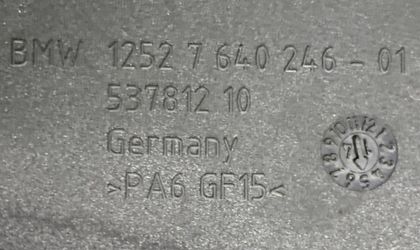 BMW 1252 7 640 246-01
537812 10
Germany
>PA6 GF15<